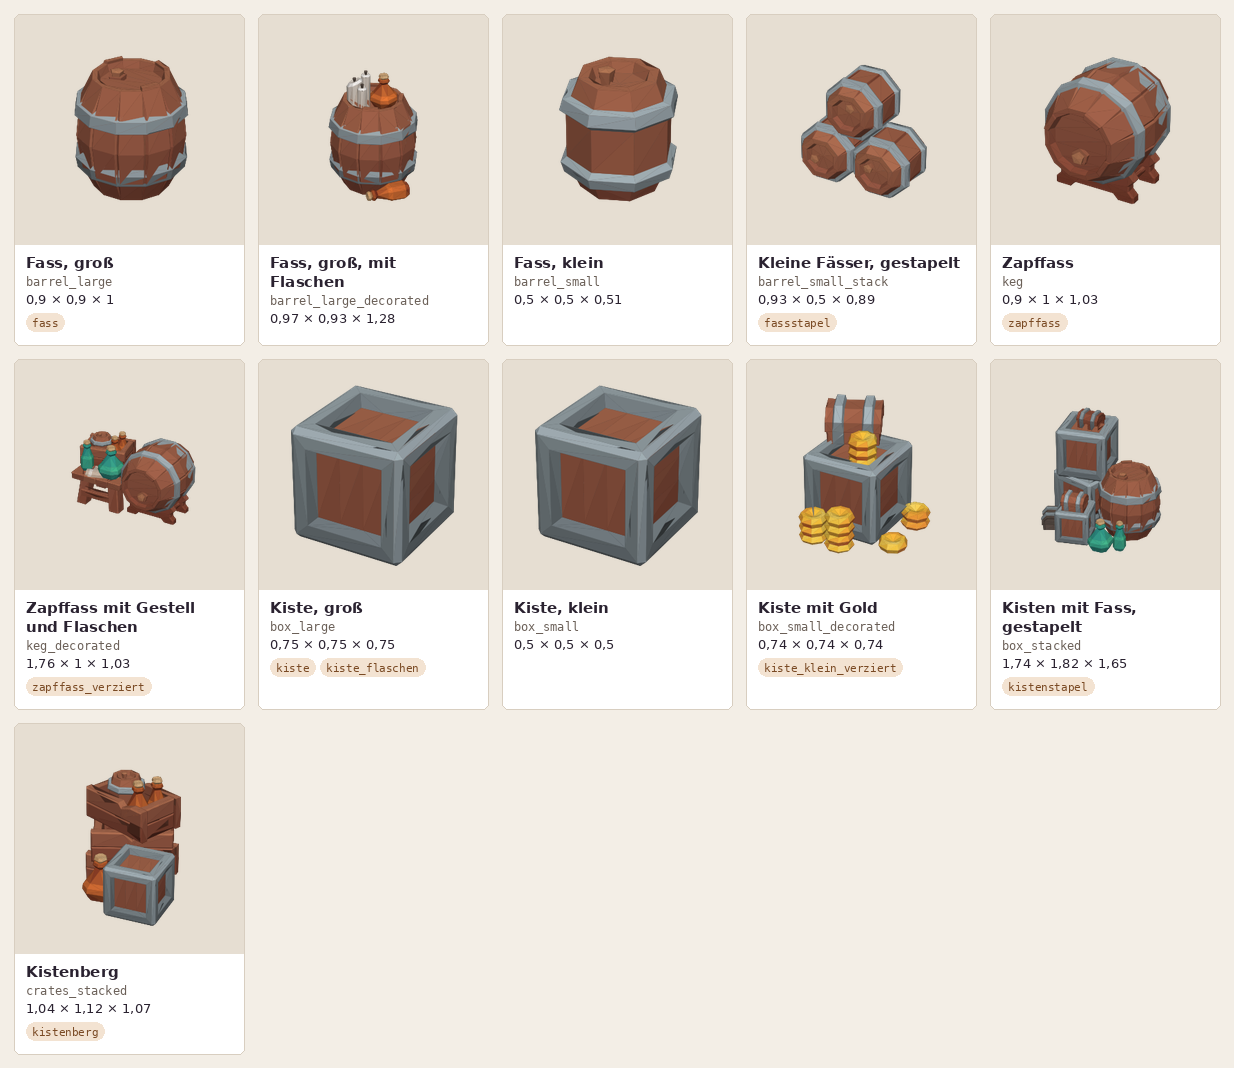 Fass, groß
barrel_large
0,9 × 0,9 × 1
fass
Fass, groß, mit
Flaschen
barrel_large_decorated
0,97 × 0,93 × 1,28
Fass, klein
barrel_small
0,5 × 0,5 × 0,51
Kleine Fässer, gestapelt
barrel_small_stack
0,93 × 0,5 × 0,89
fassstapel
Zapffass
keg
0,9 × 1 × 1,03
zapffass
Zapffass mit Gestell
und Flaschen
keg_decorated
1,76 × 1 × 1,03
zapffass_verziert
Kiste, groß
box_large
0,75 × 0,75 × 0,75
kiste kiste_flaschen
Kiste, klein
box_small
0,5 × 0,5 × 0,5
Kiste mit Gold
box_small_decorated
0,74 × 0,74 × 0,74
kiste_klein_verziert
Kisten mit Fass,
gestapelt
box_stacked
1,74 × 1,82 × 1,65
kistenstapel
Kistenberg
crates_stacked
1,04 × 1,12 × 1,07
kistenberg